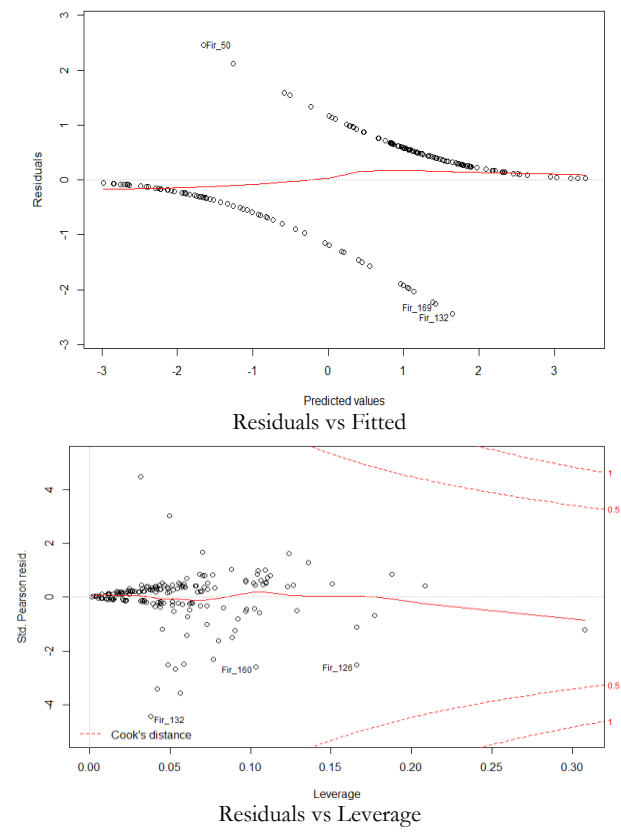 3
2
1
0
-1
-2
-3
Residuals
Fir_50
Fir_169
Fir_132
-3 -2 -1 0 1 2 3
Predicted values
Residuals vs Fitted
4
2
0
-2
-4
Std. Pearson resid.
1
0.5
0.5
1
Fir_160
Fir_126
Fir_132
Cook's distance
0.00 0.05 0.10 0.15 0.20 0.25 0.30
Leverage
Residuals vs Leverage